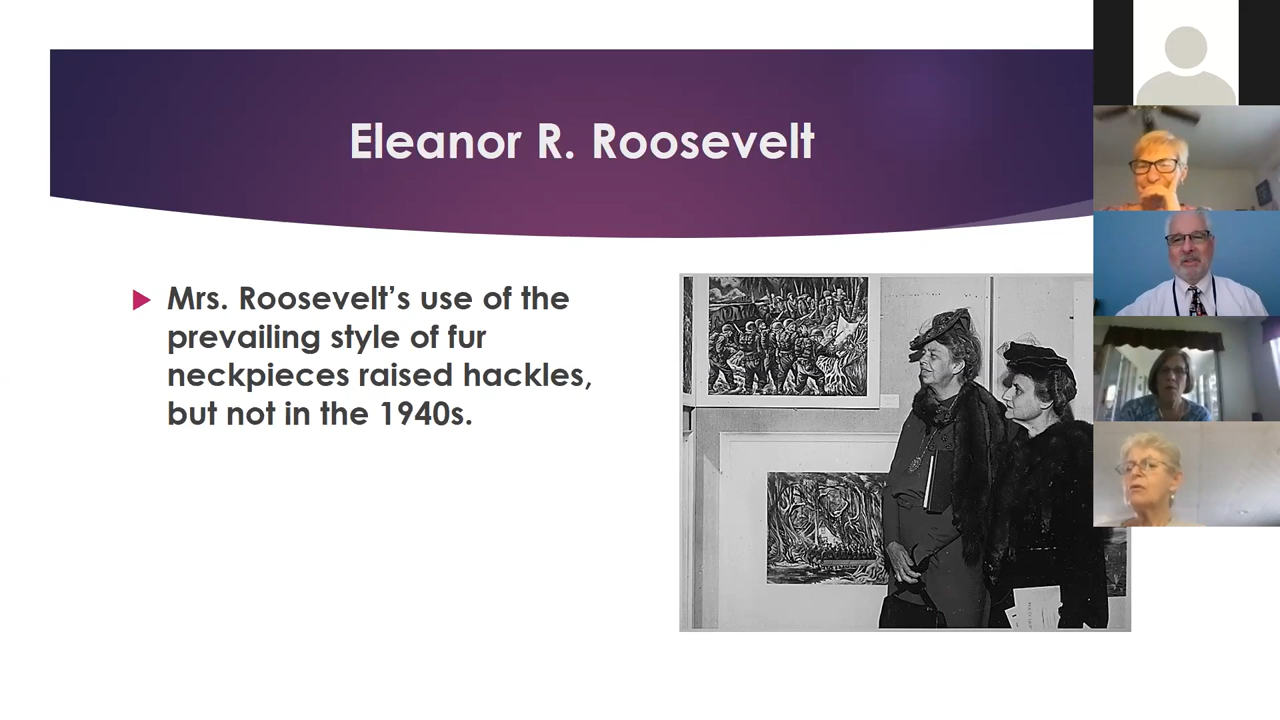 Eleanor R. Roosevelt
Mrs. Roosevelt’s use of the
prevailing style of fur
neckpieces raised hackles,
but not in the 1940s.